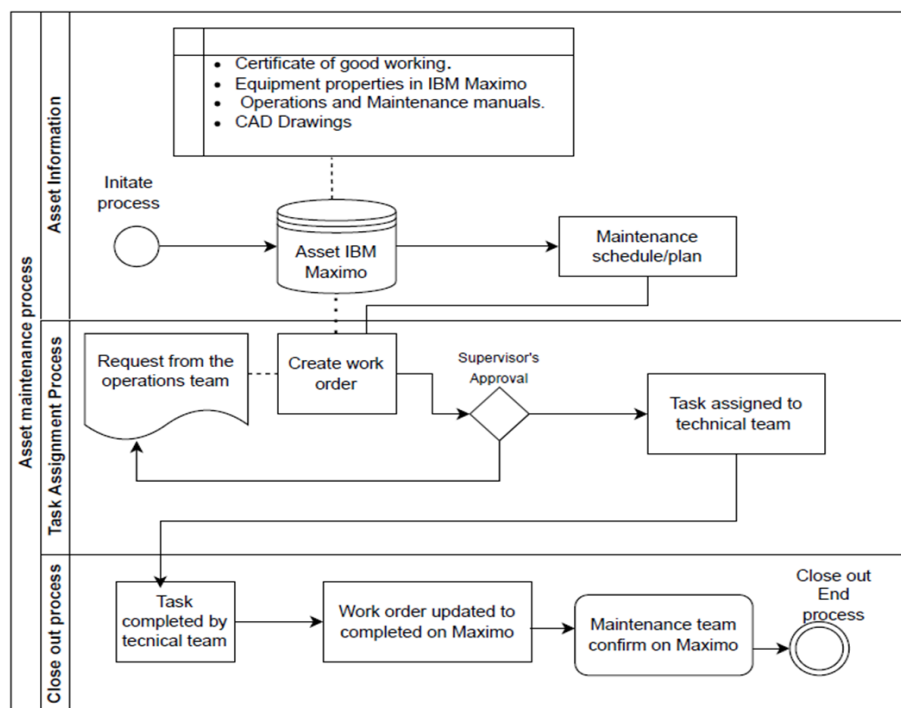 Asset maintenance process
Asset Information
• Certificate of good working.
• Equipment properties in IBM Maximo
• Operations and Maintenance manuals.
• CAD Drawings
Initate
process
Asset IBM
Maximo
Maintenance
schedule/plan
Task Assignment Process
Request from the
operations team
Create work
order
Supervisor's
Approval
Task assigned to
technical team
Close out process
Task
completed by
tecnical team
Work order updated to
completed on Maximo
Maintenance team
confirm on Maximo
Close out
End
process